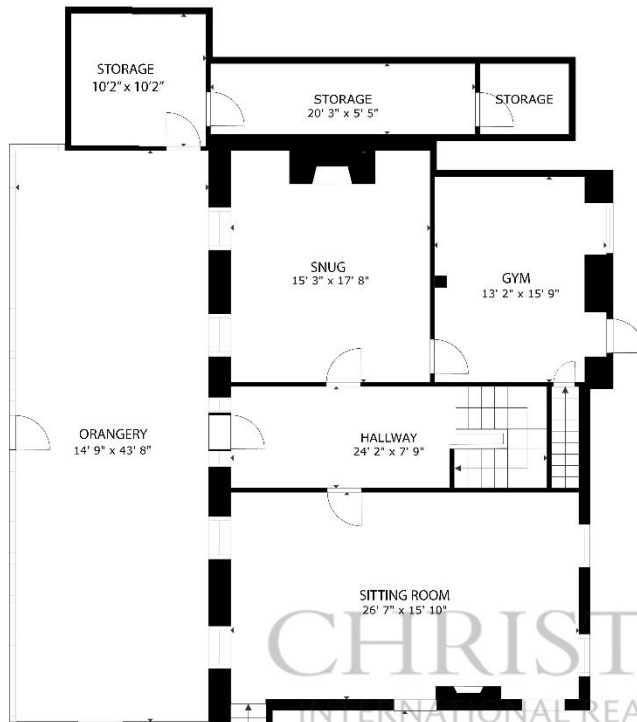 STORAGE
10'2" x 10'2"
STORAGE
20' 3" x 5' 5"
STORAGE
SNUG
15' 3" x 17' 8"
GYM
13' 2" x 15' 9"
ORANGERY
14' 9" x 43' 8"
HALLWAY
24' 2" x 7' 9"
SITTING ROOM
26' 7" x 15' 10"
CHRIST
INTERNATIONAL REA